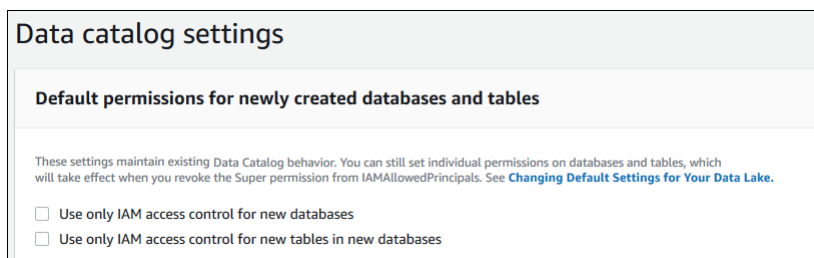 Data catalog settings
Default permissions for newly created databases and tables
These settings maintain existing Data Catalog behavior. You can still set individual permissions on databases and tables, which
will take effect when you revoke the Super permission from IAMAllowedPrincipals. See Changing Default Settings for Your Data Lake.
Use only IAM access control for new databases
Use only IAM access control for new tables in new databases